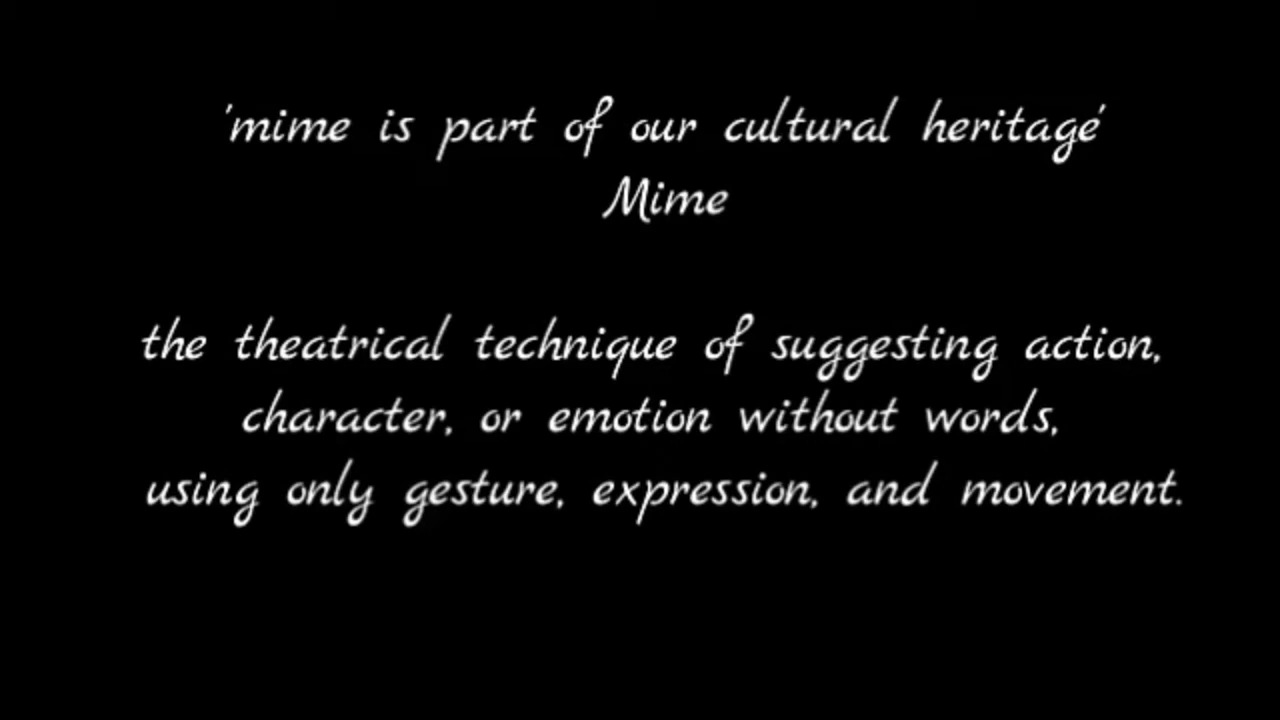 'mime is part of our cultural heritage'
Mime
the theatrical technique of suggesting action,
character, or emotion without words,
using only gesture, expression, and movement.